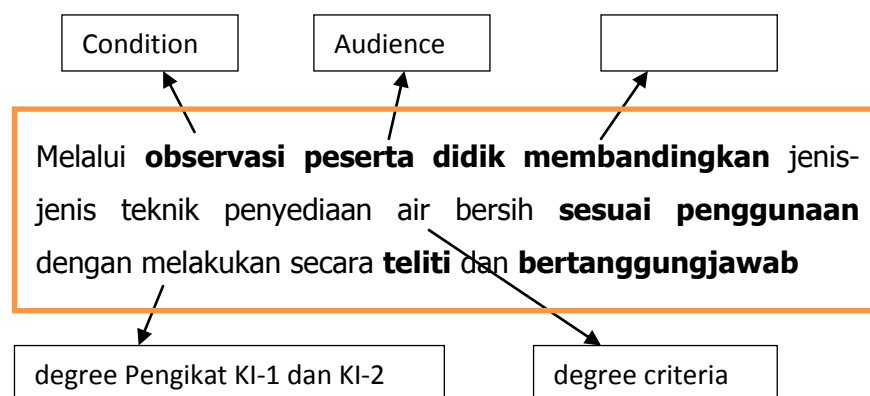 Condition
Audience
Melalui observasi peserta didik membandingkan jenis-
jenis teknik penyediaan air bersih sesuai penggunaan
dengan melakukan secara teliti dan bertanggungjawab
degree Pengikat KI-1 dan KI-2
degree criteria